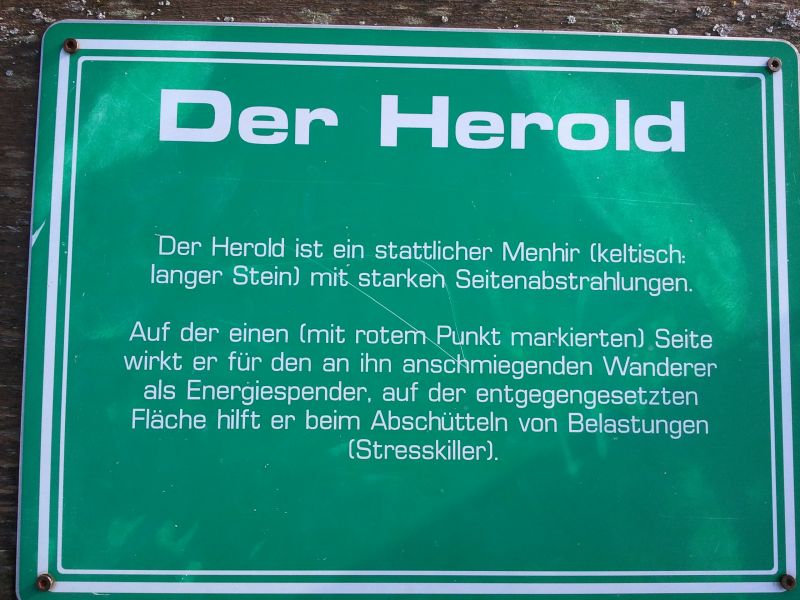 Der Herold
Der Herold ist ein stattlicher Menhir (keltisch:
langer Stein) mit starken Seitenabstrahlungen.
Auf der einen (mit rotem Punkt markierten) Seite
wirkt er für den an ihn anschmiegenden Wanderer
als Energiespender, auf der entgegengesetzten
Fläche hilft er beim Abschütteln von Belastungen
(Stresskiller).